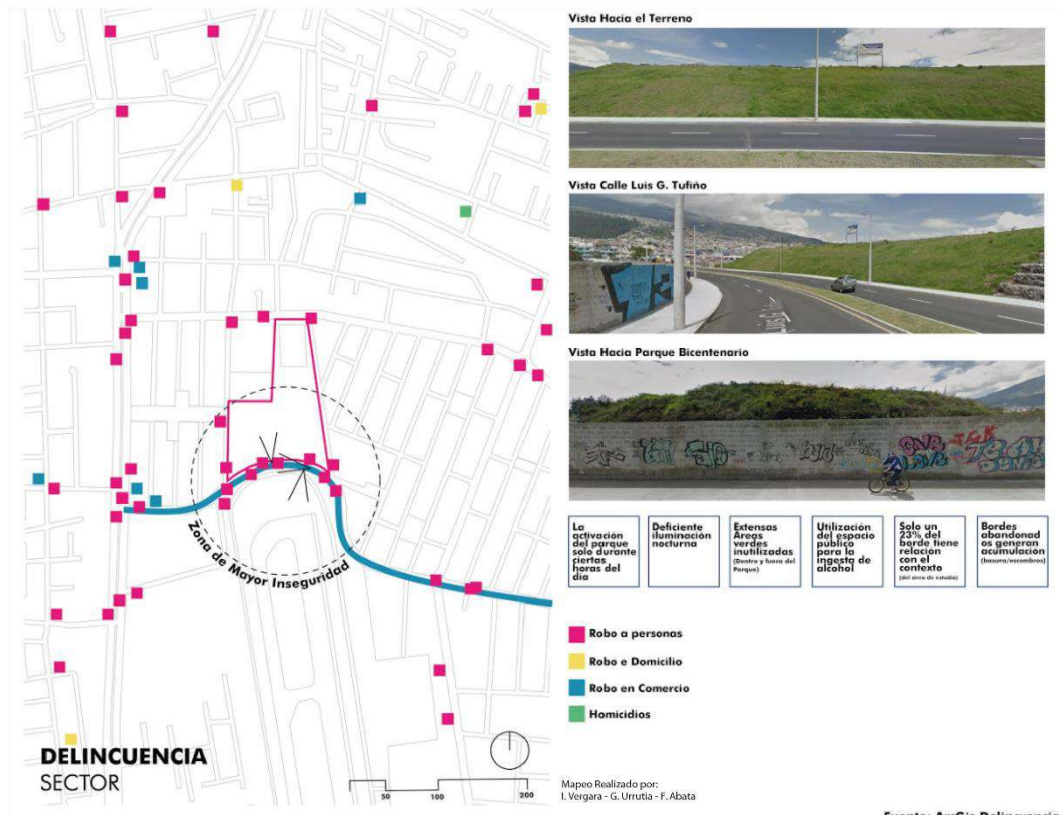 Vista Hacia el Terreno
Vista Calle Luis G. Tufiño
Vista Hacia Parque Bicentenario
La
activación
del parque
solo durante
ciertas
horas del
día
Deficiente
iluminación
nocturna
Extensas
Áreas
verdes
inutilizadas
(Dentro y fuera del
Parque)
Utilización
del espacio
público
para la
ingesta de
alcohol
Solo un
23% del
borde tiene
relación
con el
contexto
(del área de estudio)
Bordes
abandonad
os generan
acumulación
(basura/escombros)
Robo a personas
Robo e Domicilio
Robo en Comercio
Homicidios
Zona de Mayor Inseguridad
DELINCUENCIA
SECTOR
50
100
200
Mapeo Realizado por:
I. Vergara - G. Urrutia - F. Abata